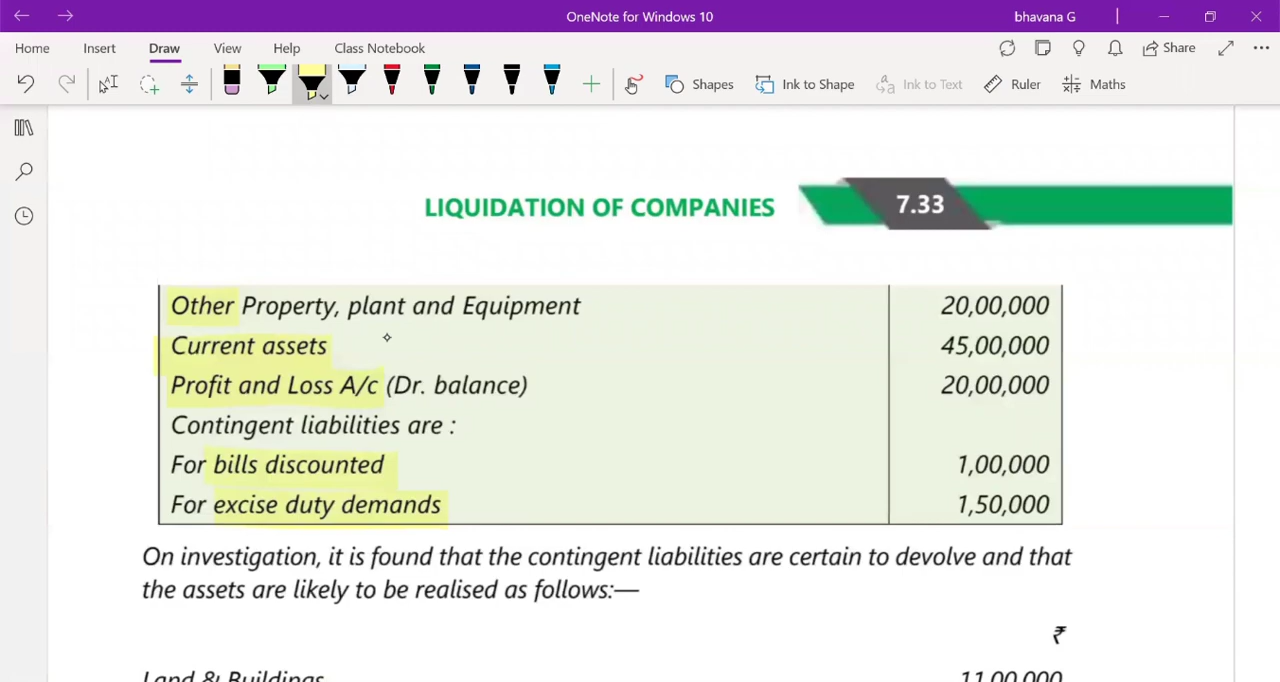 OneNote for Windows 10
bhavana G
Home Insert Draw View Help Class Notebook
Share
Shapes Ink to Shape Ink to Text Ruler Maths
LIQUIDATION OF COMPANIES 7.33
Other Property, plant and Equipment 20,00,000
Current assets 45,00,000
Profit and Loss A/c (Dr. balance) 20,00,000
Contingent liabilities are :
For bills discounted 1,00,000
For excise duty demands 1,50,000
On investigation, it is found that the contingent liabilities are certain to devolve and that
the assets are likely to be realised as follows:—
₹
Land & Buildings 11,00,000